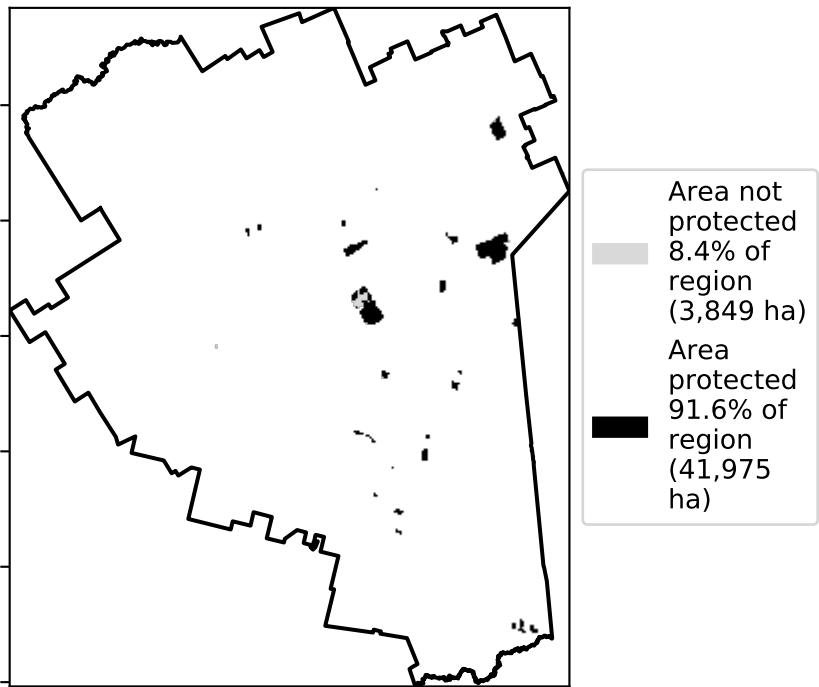 Area not
protected
8.4% of
region
(3,849 ha)
Area
protected
91.6% of
region
(41,975
ha)